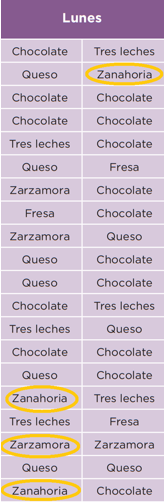 Lunes
Chocolate Tres leches
Queso Zanahoria
Chocolate Chocolate
Chocolate Chocolate
Tres leches Chocolate
Queso Fresa
Zarzamora Chocolate
Fresa Chocolate
Zarzamora Queso
Queso Chocolate
Queso Chocolate
Chocolate Tres leches
Tres leches Queso
Chocolate Chocolate
Queso Chocolate
Zanahoria Tres leches
Tres leches Fresa
Zarzamora Zarzamora
Queso Queso
Zanahoria Chocolate